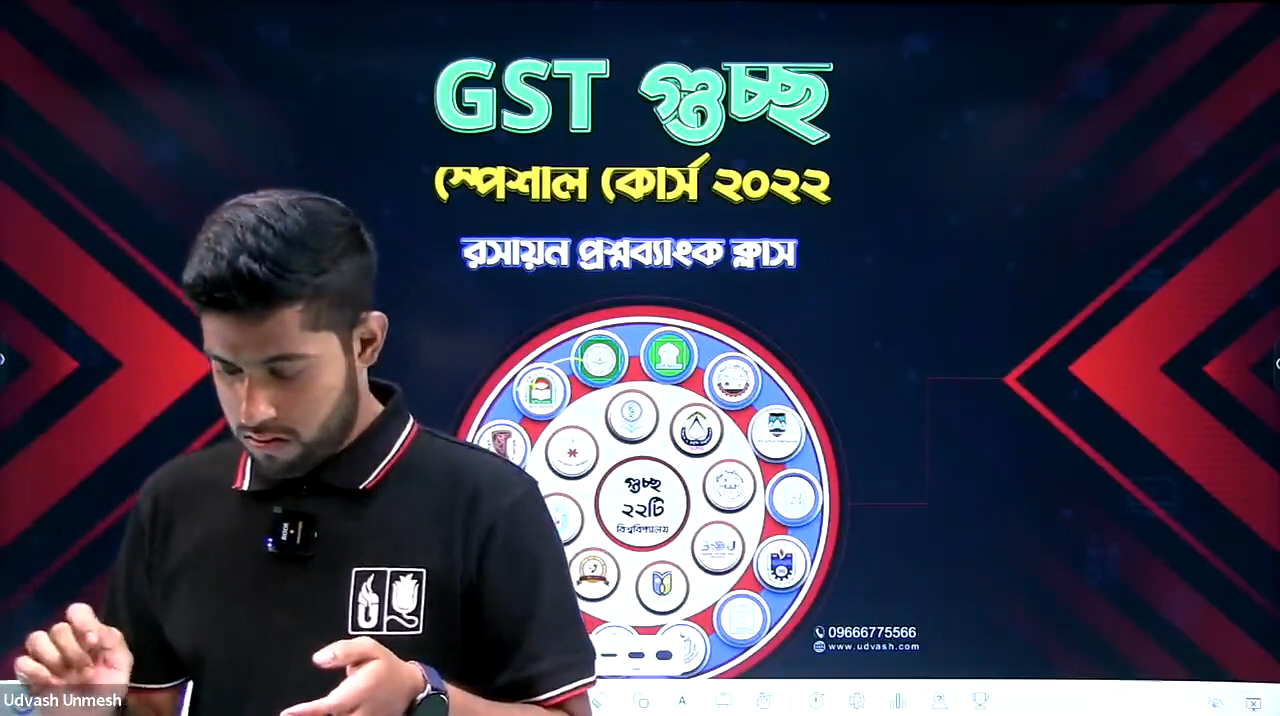 GST গুচ্ছ
স্পেশাল কোর্স ২০২২
রসায়ন প্রশ্নব্যাংক ক্লাস
গুচ্ছ
২২টি
বিশ্ববিদ্যালয়
09666775566
www.udvash.com
Udvash Unmesh
A